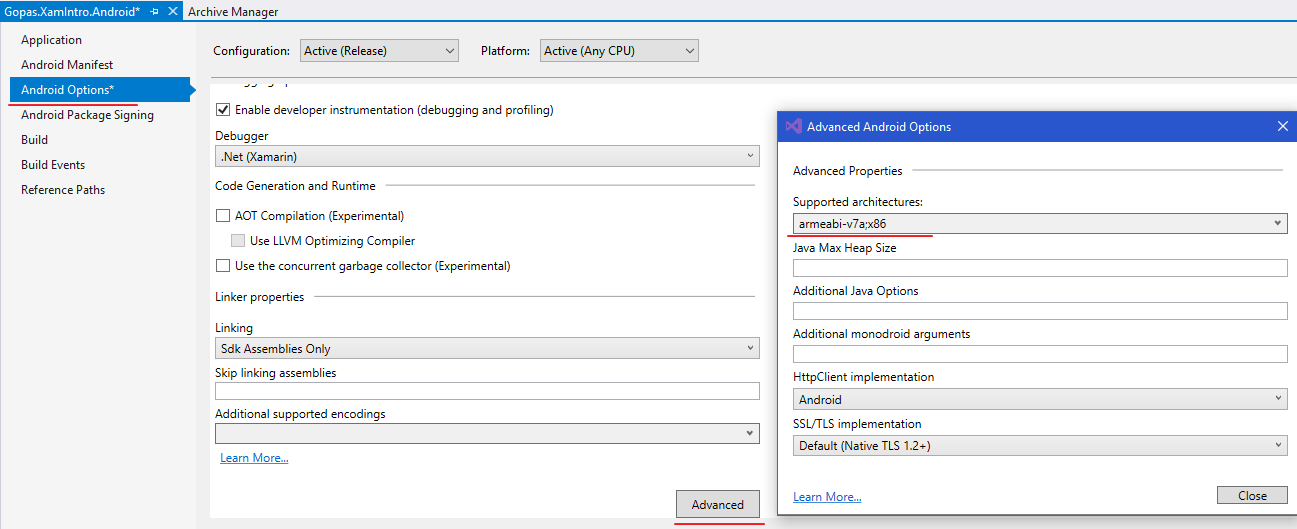 Gopas.XamIntro.Android*
Archive Manager
Application
Android Manifest
Android Options*
Android Package Signing
Build
Build Events
Reference Paths
Configuration: Active (Release) Platform: Active (Any CPU)
Enable developer instrumentation (debugging and profiling)
Debugger
.Net (Xamarin)
Code Generation and Runtime
AOT Compilation (Experimental)
Use LLVM Optimizing Compiler
Use the concurrent garbage collector (Experimental)
Linker properties
Linking
Sdk Assemblies Only
Skip linking assemblies
Additional supported encodings
Learn More...
Advanced
Advanced Android Options
Advanced Properties
Supported architectures:
armeabi-v7a;x86
Java Max Heap Size
Additional Java Options
Additional monodroid arguments
HttpClient implementation
Android
SSL/TLS implementation
Default (Native TLS 1.2+)
Learn More...
Close